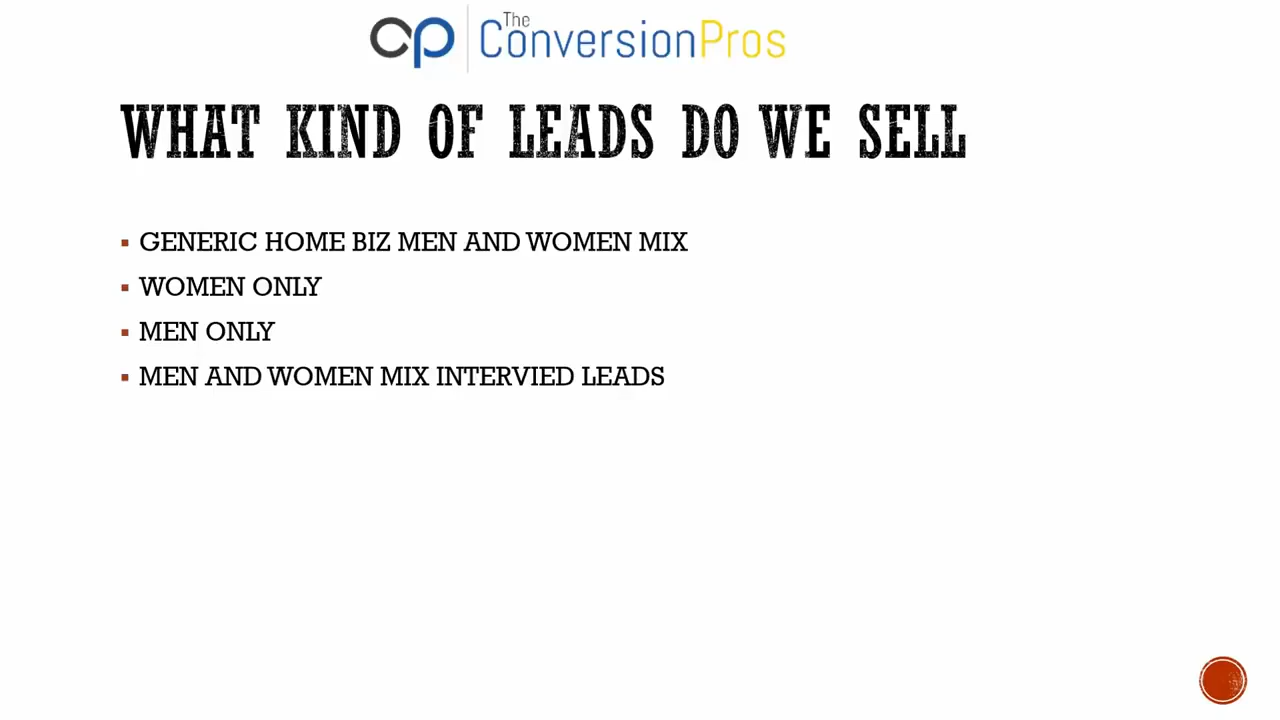 The
ConversionPros
WHAT KIND OF LEADS DO WE SELL
GENERIC HOME BIZ MEN AND WOMEN MIX
WOMEN ONLY
MEN ONLY
MEN AND WOMEN MIX INTERVIED LEADS